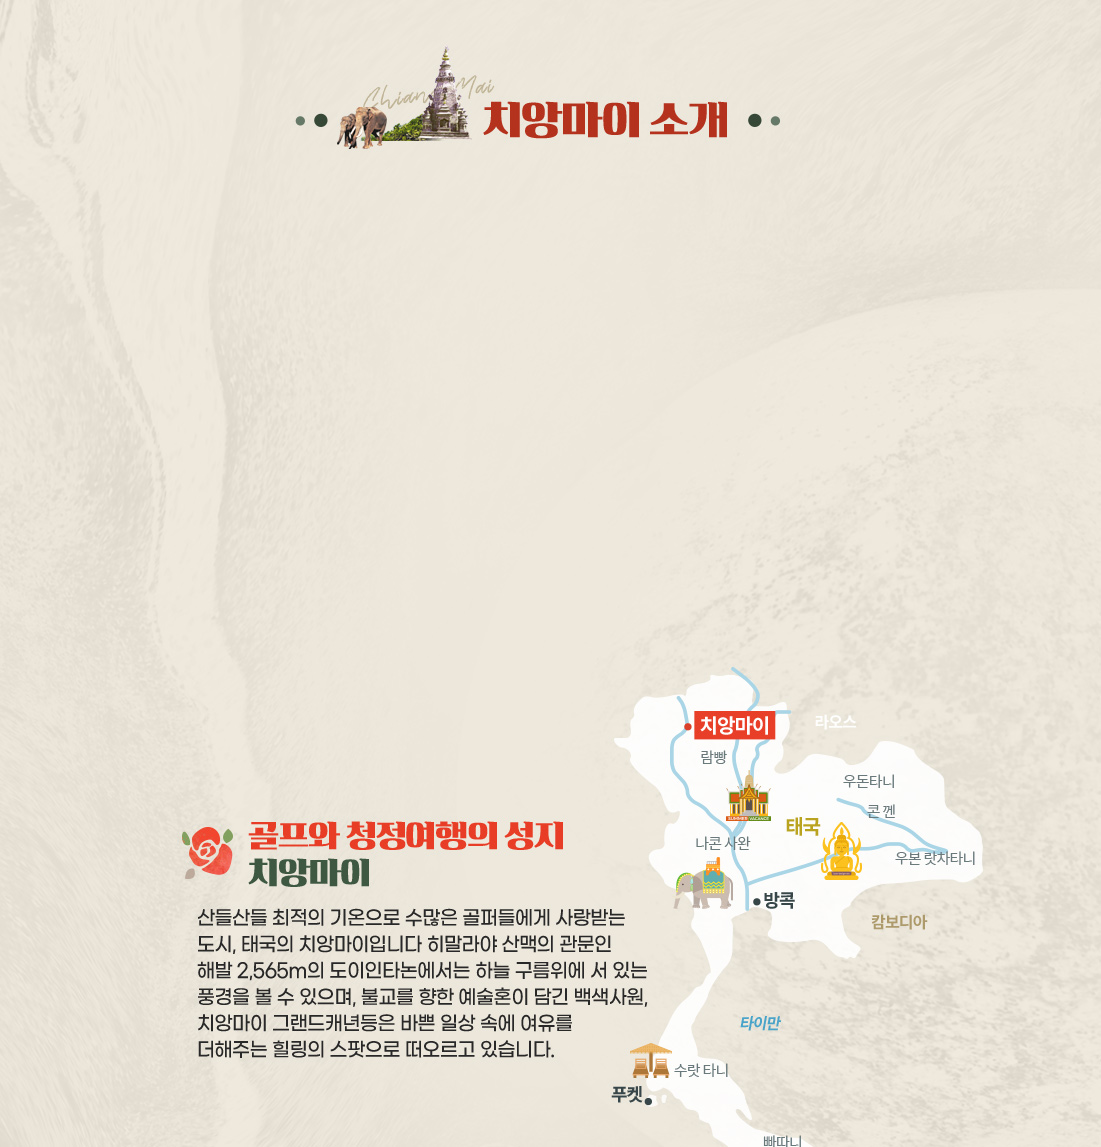 Chian Mai
치앙마이 소개
치앙마이
라오스
람빵
우돈타니
콘 껜
SUMMER VACANCE
태국
나콘 사완
우본 랏차타니
방콕
캄보디아
골프와 청정여행의 성지
치앙마이
산들산들 최적의 기온으로 수많은 골퍼들에게 사랑받는
도시, 태국의 치앙마이입니다 히말라야 산맥의 관문인
해발 2,565m의 도이인타논에서는 하늘 구름위에 서 있는
풍경을 볼 수 있으며, 불교를 향한 예술혼이 담긴 백색사원,
치앙마이 그랜드캐년등은 바쁜 일상 속에 여유를
더해주는 힐링의 스팟으로 떠오르고 있습니다.
타이만
수랏 타니
푸켓
빠따니